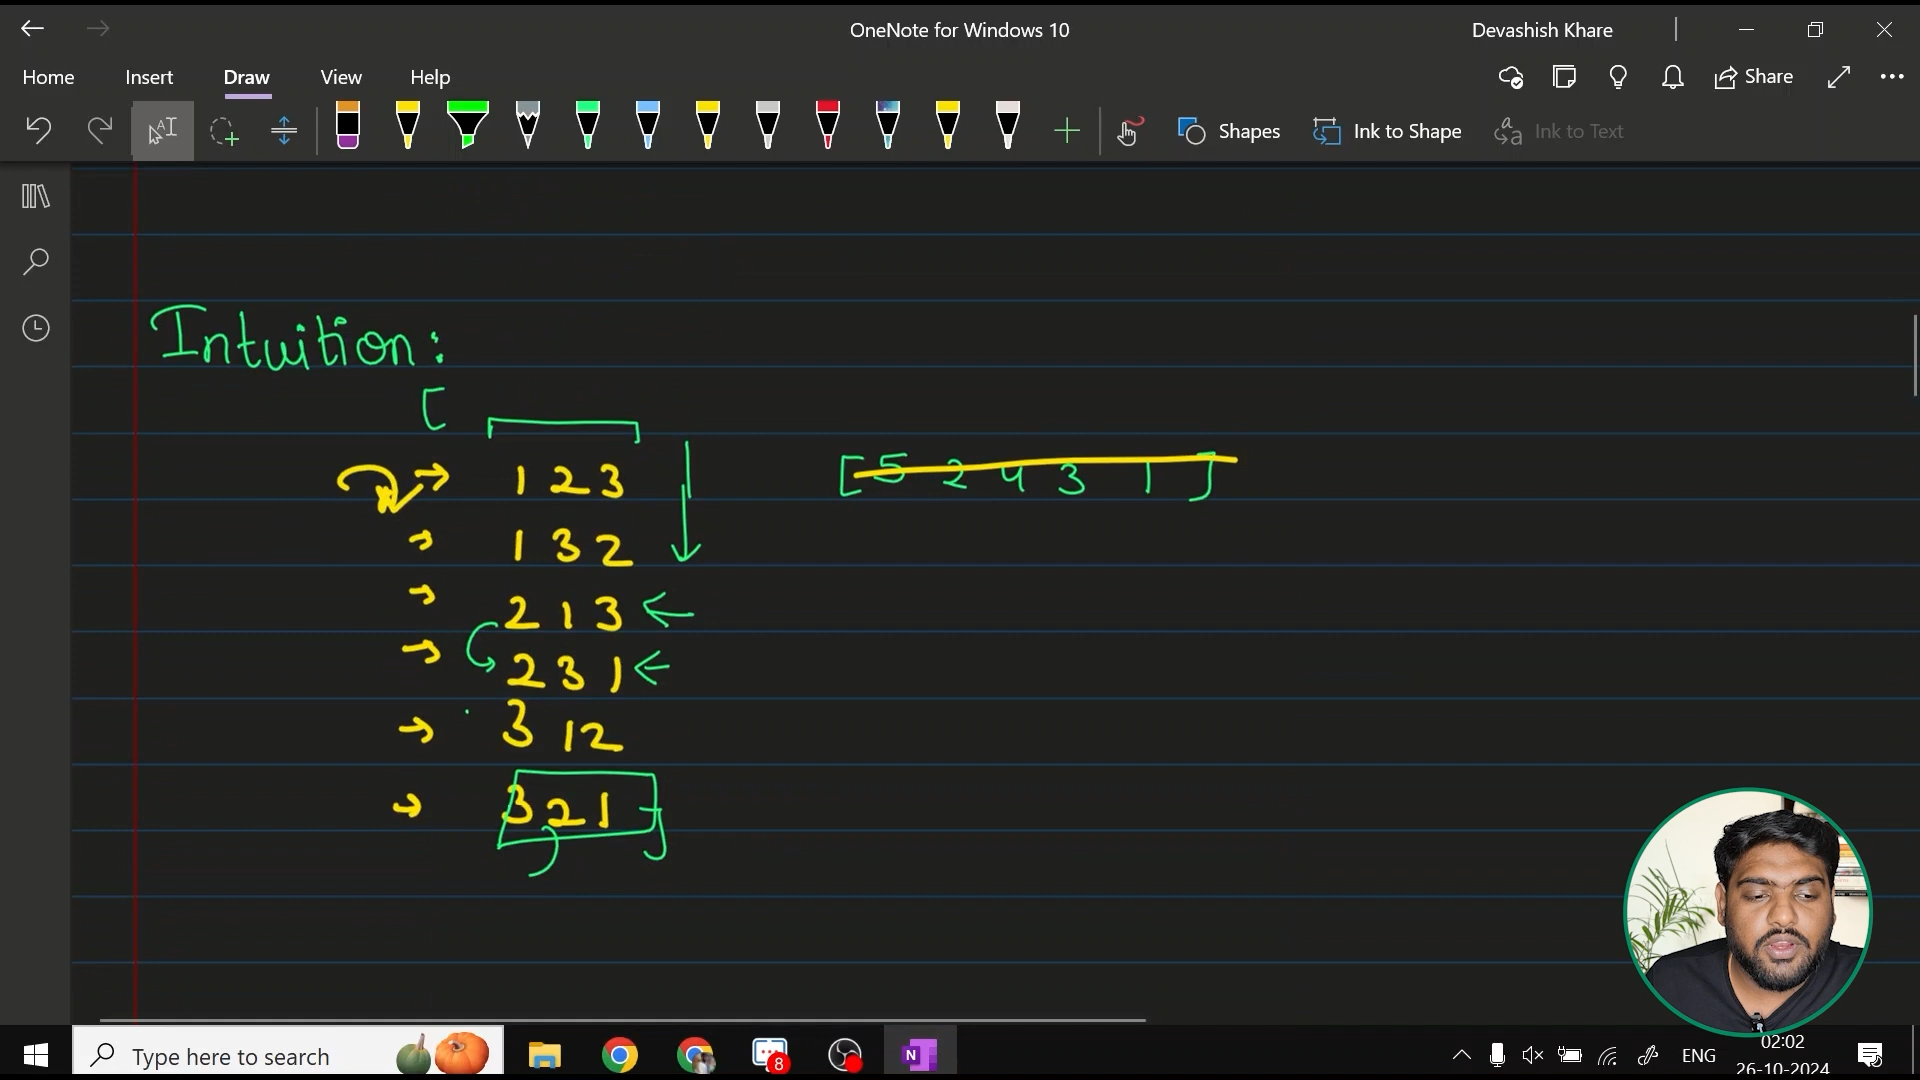 OneNote for Windows 10
Devashish Khare
Home Insert Draw View Help
Share
Shapes
Ink to Shape
Ink to Text
Intuition:
[
1 2 3
[ 5 2 4 3 1 ]
1 3 2
2 1 3
2 3 1
3 1 2
3 2 1
Type here to search
8
N
ENG
02:02
26-10-2024